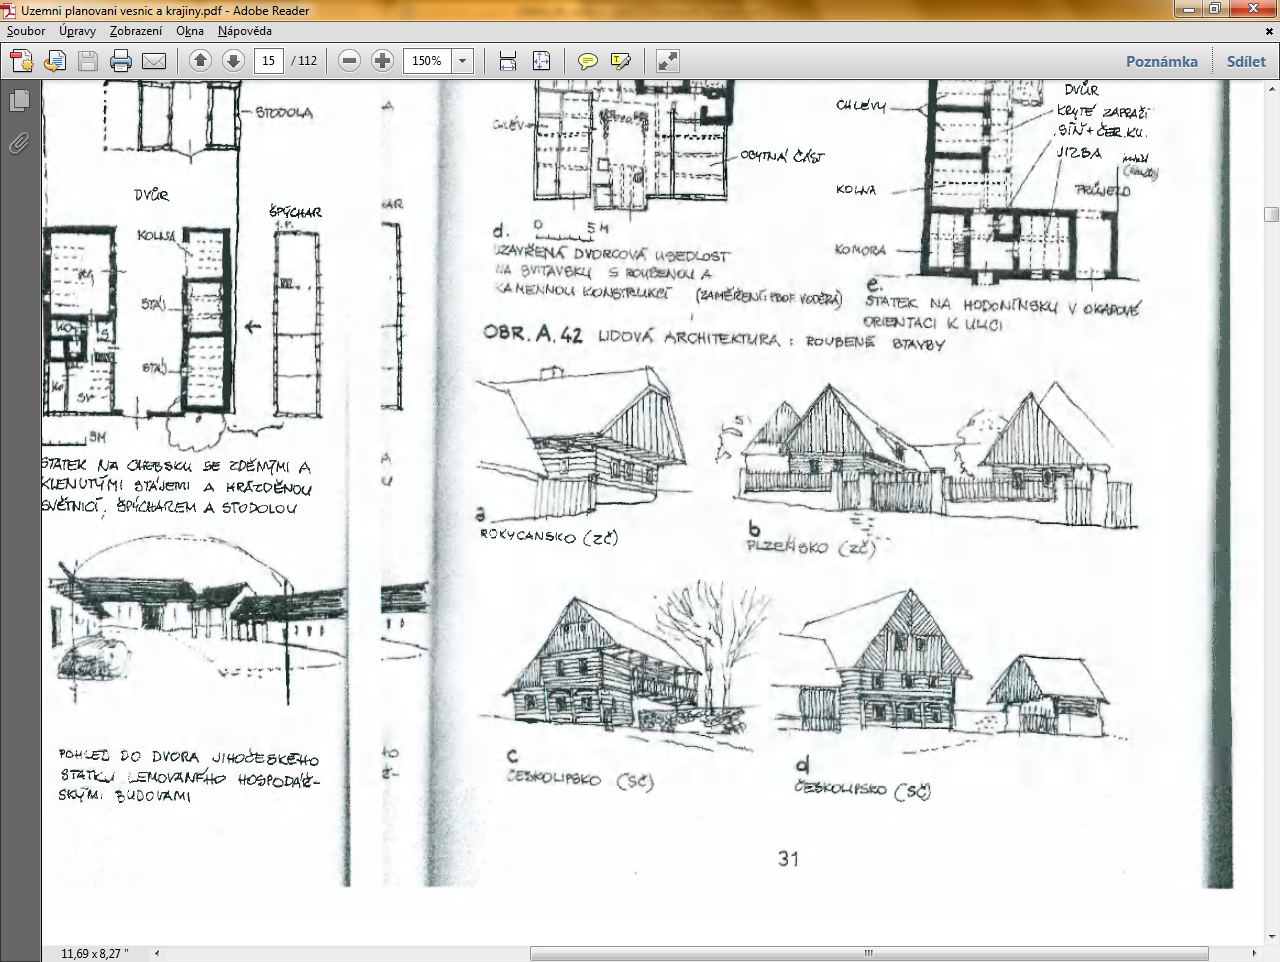 Uzemni planovani vesnic a krajiny.pdf - Adobe Reader
Soubor Úpravy Zobrazení Okna Nápověda
15 / 112
150%
Poznámka
Sdílet
STODOLA
DVŮR
ŠPÝCHAR
KOLNA
STÁJ
STÁJ
5M
STATEK NA CHEBSKU SE ZDĚNÝMI A
KLENUTÝMI STÁJEMI A HRÁZDĚNOU
SVĚTNICÍ, ŠPÝCHAREM A STODOLOU
POHLED DO DVORA JIHOČESKÉHO
STATKU LEMOVANÉHO HOSPODÁŘ-
SKÝMI BUDOVAMI
CHLÉV
OBYTNÁ ČÁST
d.
0 5 M
UZAVŘENÁ DVORCOVÁ USEDLOST
NA SVITAVSKU S ROUBENOU A
KAMENNOU KONSTRUKCÍ (ZAMĚŘENÍ: PROF. VODĚRA)
CHLÉVY
DVŮR
KRYTÉ ZÁPRAŽÍ
SÍŇ + ČER. KU.
JIZBA
KOLNA
PRŮJEZD
KOMORA
e.
STATEK NA HODONÍNSKU V OKAPOVÉ
ORIENTACI K ULICI
OBR. A. 42 LIDOVÁ ARCHITEKTURA : ROUBENÉ STAVBY
a
ROKYCANSKO (ZČ)
b
PLZEŇSKO (ZČ)
c
ČESKOLIPSKO (SČ)
d
ČESKOLIPSKO (SČ)
31
11,69 x 8,27 "